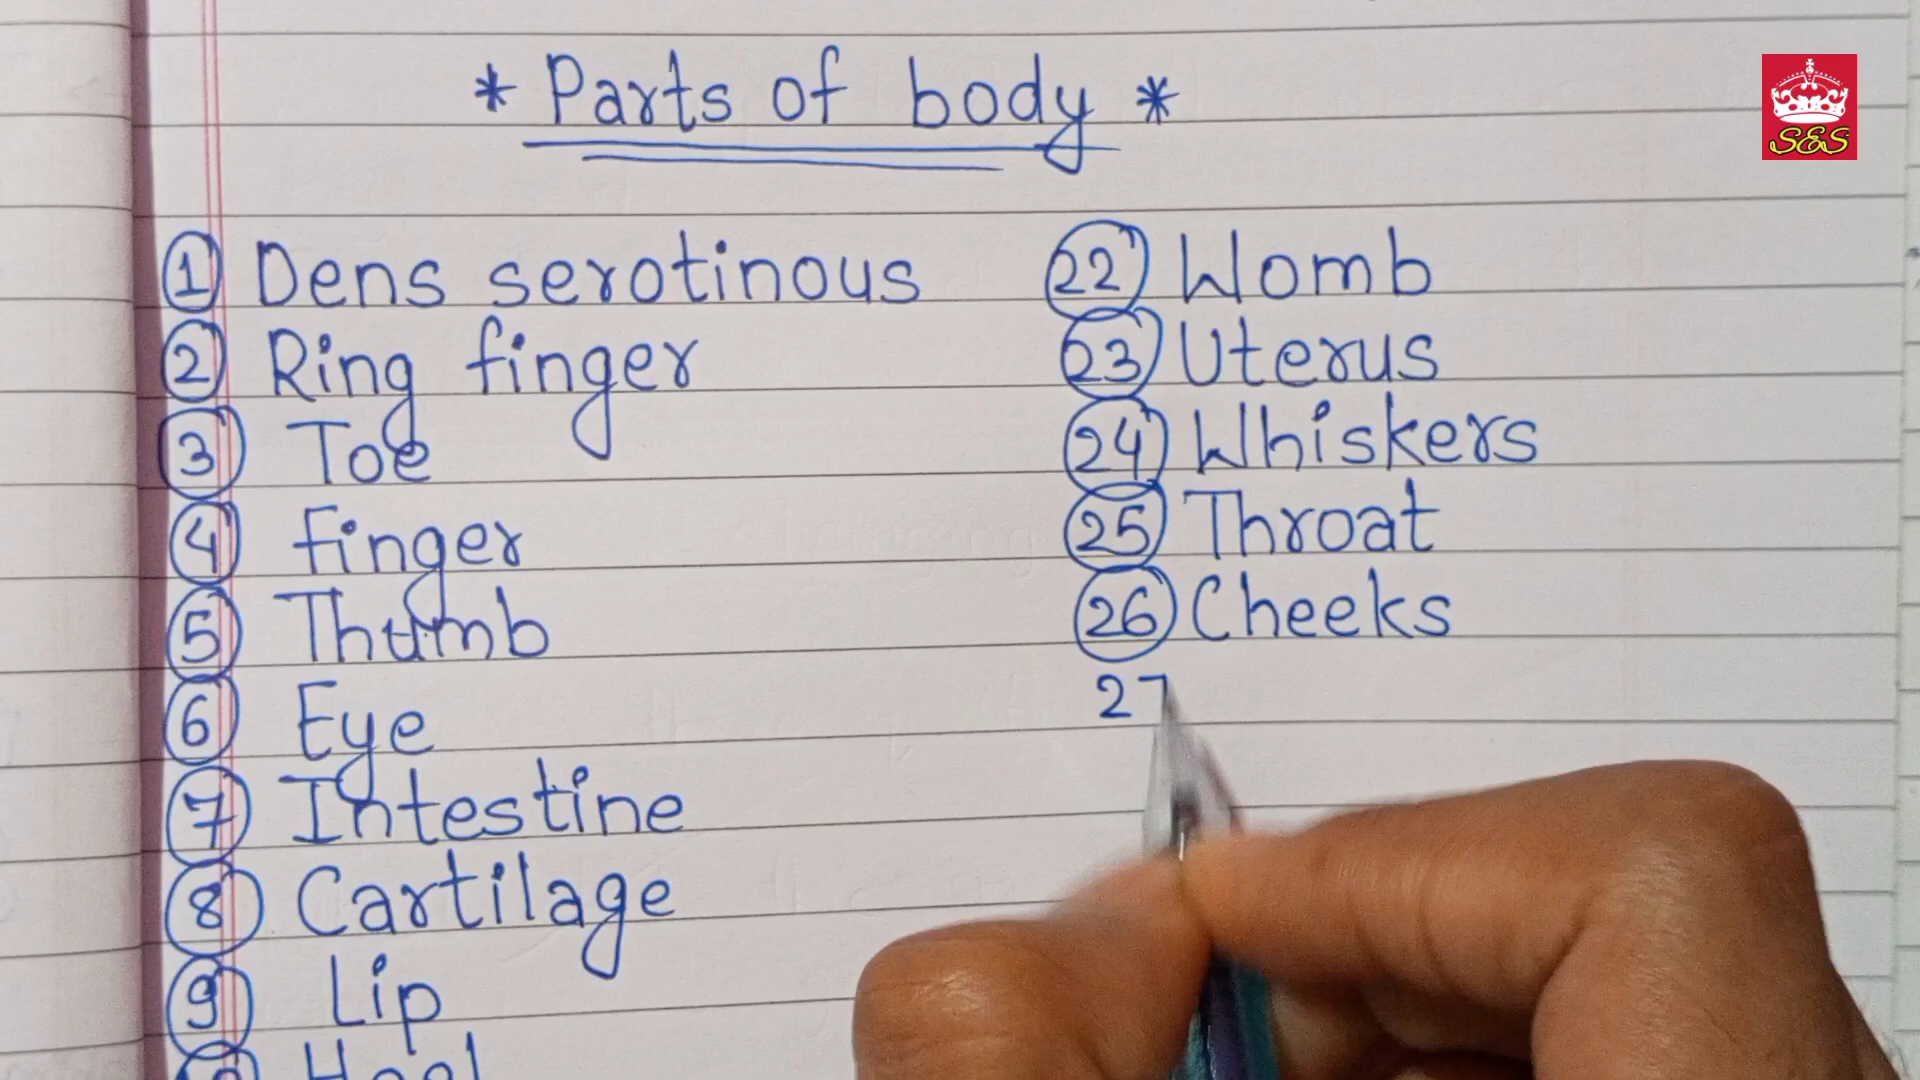 * Parts of body *
S&S
1 Dens serotinous
2 Ring finger
3 Toe
4 finger
5 Thumb
6 Eye
7 Intestine
8 Cartilage
9 Lip
22 Womb
23 Uterus
24 Whiskers
25 Throat
26 Cheeks
27